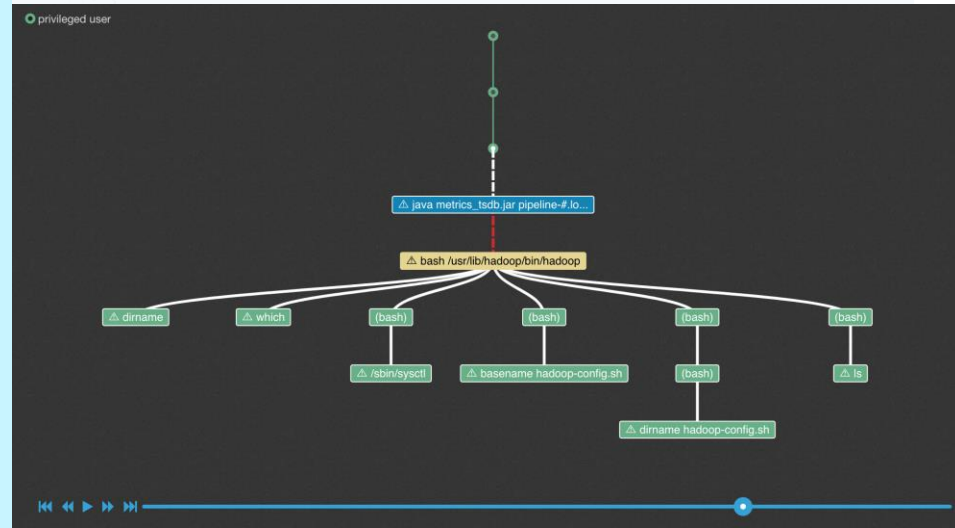 privileged user
⚠ java metrics_tsdb.jar pipeline-#.lo...
⚠ bash /usr/lib/hadoop/bin/hadoop
⚠ dirname
⚠ which
(bash)
(bash)
(bash)
(bash)
⚠ /sbin/sysctl
⚠ basename hadoop-config.sh
(bash)
⚠ ls
⚠ dirname hadoop-config.sh